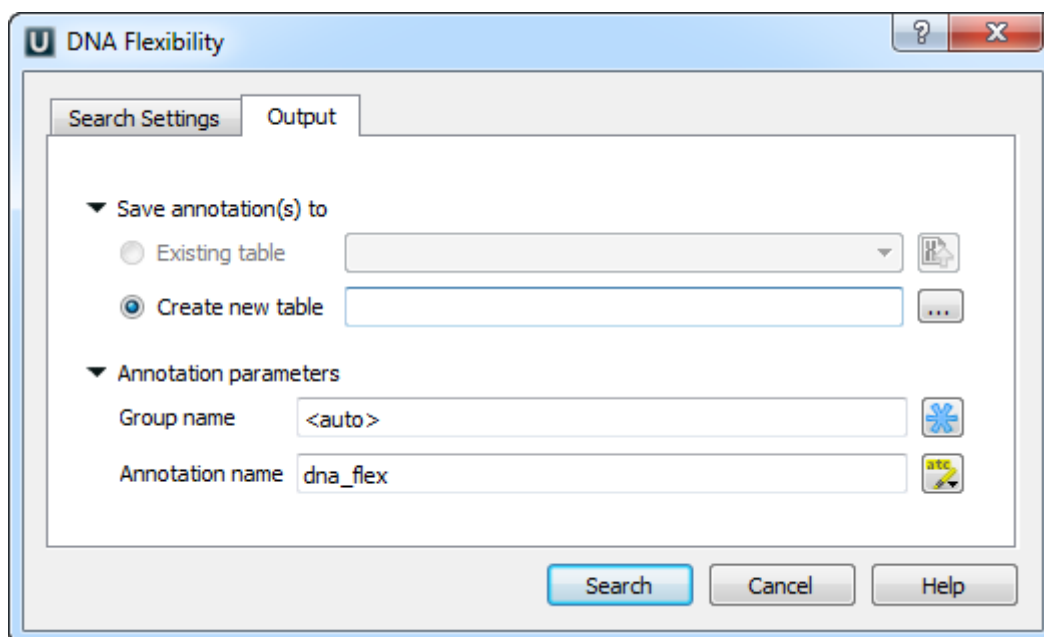 U DNA Flexibility ? X
Search Settings Output
Save annotation(s) to
Existing table
Create new table ...
Annotation parameters
Group name <auto>
Annotation name dna_flex atc
Search Cancel Help